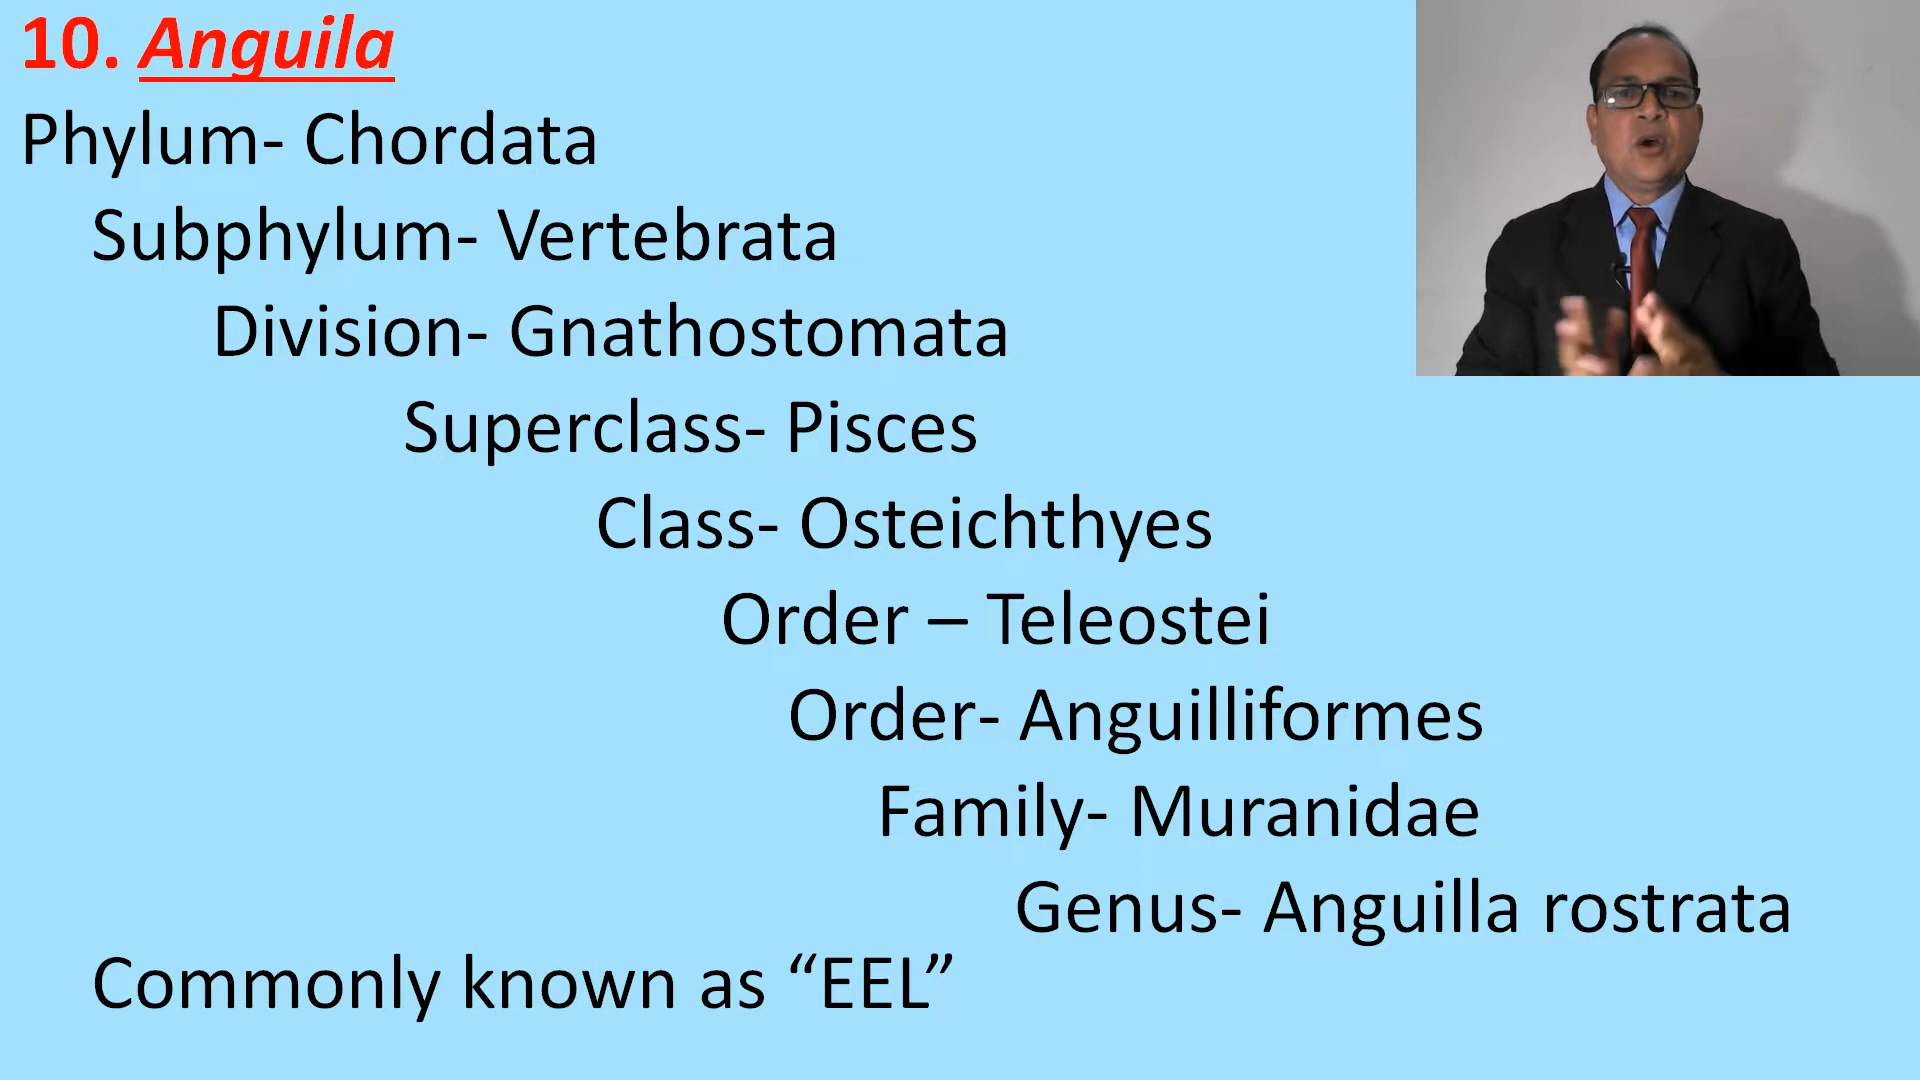 10. Anguila
Phylum- Chordata
Subphylum- Vertebrata
Division- Gnathostomata
Superclass- Pisces
Class- Osteichthyes
Order – Teleostei
Order- Anguilliformes
Family- Muranidae
Genus- Anguilla rostrata
Commonly known as “EEL”